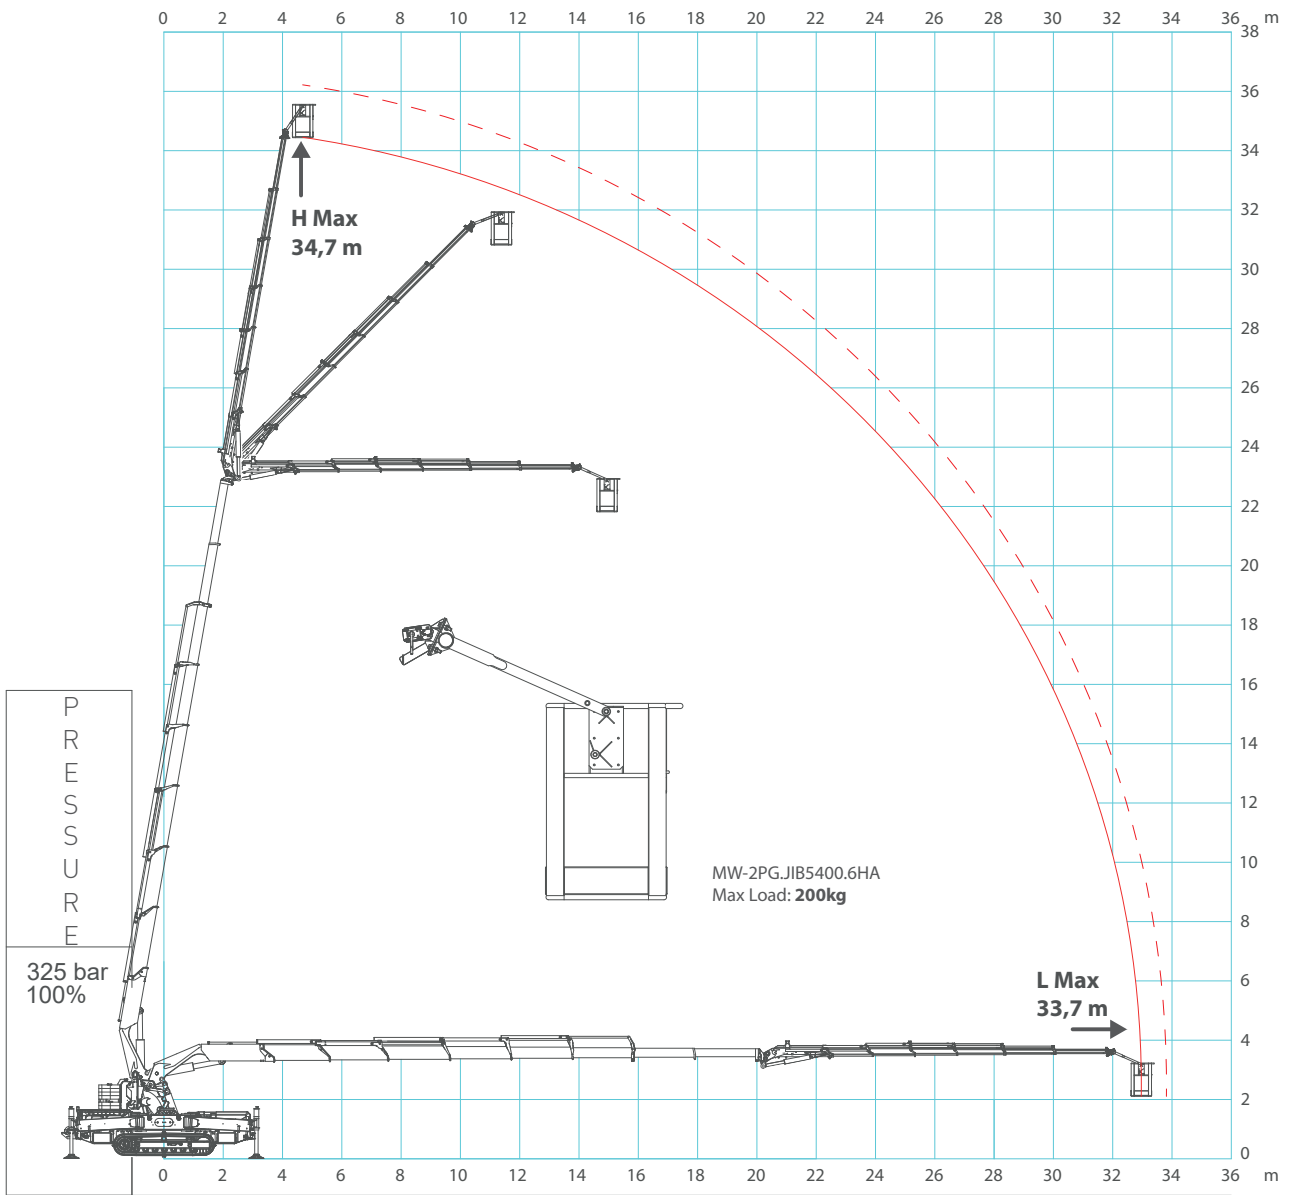 0 2 4 6 8 10 12 14 16 18 20 22 24 26 28 30 32 34 36 m
38
36
34
32
30
28
26
24
22
20
18
16
14
12
10
8
6
4
2
0
H Max
34,7 m
P
R
E
S
S
U
R
E
325 bar
100%
MW-2PG.JIB5400.6HA
Max Load: 200kg
L Max
33,7 m
0 2 4 6 8 10 12 14 16 18 20 22 24 26 28 30 32 34 36 m